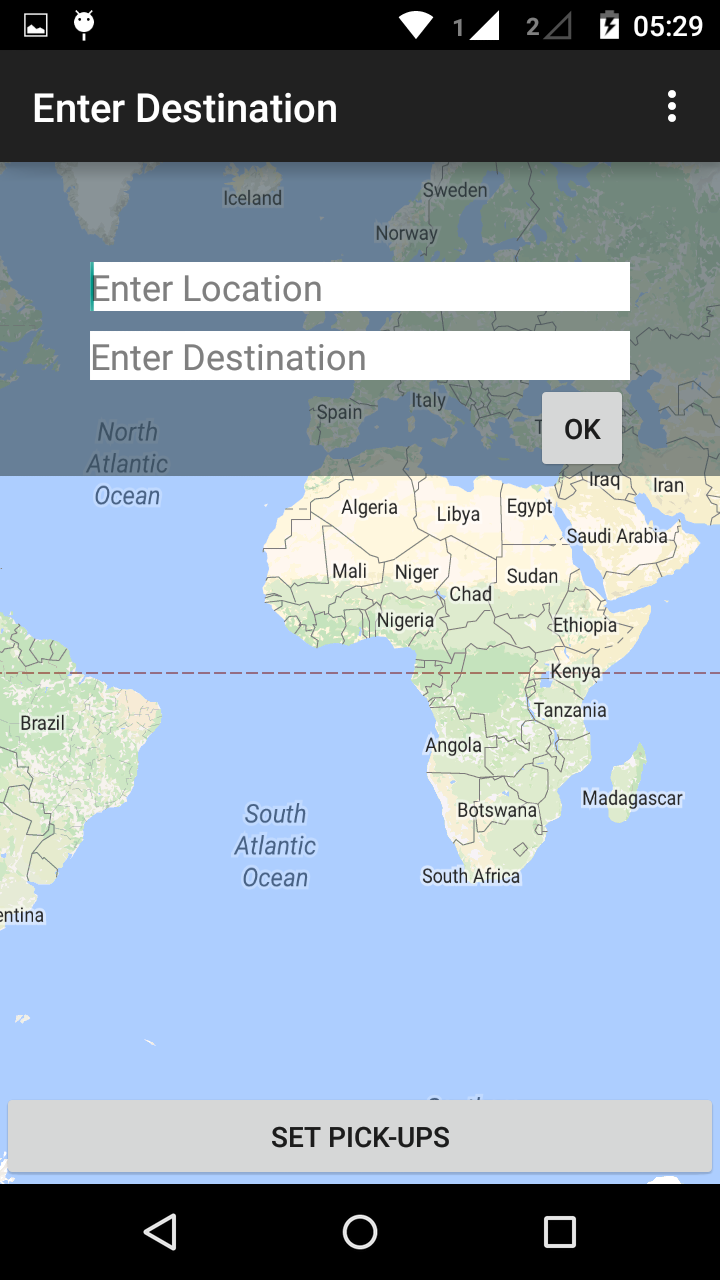 1 2 05:29
Enter Destination
Iceland
Sweden
Norway
Enter Location
Enter Destination
Spain
Italy
OK
North
Atlantic
Ocean
Iraq
Iran
Algeria
Libya
Egypt
Saudi Arabia
Mali
Niger
Sudan
Chad
Nigeria
Ethiopia
Kenya
Brazil
Tanzania
Angola
Madagascar
Botswana
South
Atlantic
Ocean
South Africa
entina
SET PICK-UPS